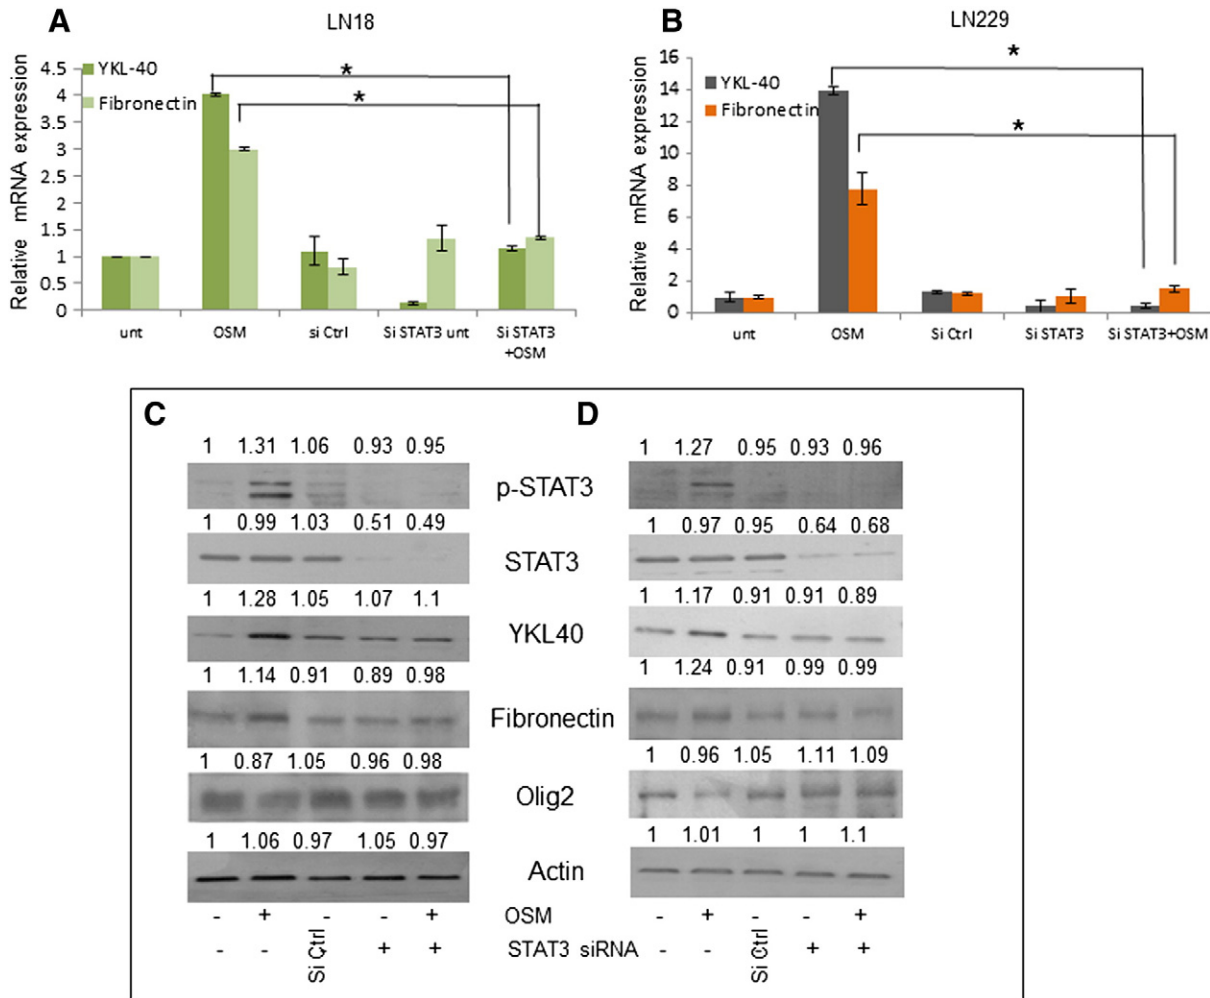 A
LN18
Relative mRNA expression
4.5
4
3.5
3
2.5
2
1.5
1
0.5
0
YKL-40
Fibronectin
*
*
unt
OSM
si Ctrl
Si STAT3 unt
Si STAT3
+OSM
B
LN229
Relative mRNA expression
16
14
12
10
8
6
4
2
0
YKL-40
Fibronectin
*
*
unt
OSM
Si Ctrl
Si STAT3
Si STAT3+OSM
C
D
1 1.31 1.06 0.93 0.95
p-STAT3
1 1.27 0.95 0.93 0.96
1 0.99 1.03 0.51 0.49
STAT3
1 0.97 0.95 0.64 0.68
1 1.28 1.05 1.07 1.1
YKL40
1 1.17 0.91 0.91 0.89
1 1.14 0.91 0.89 0.98
Fibronectin
1 1.24 0.91 0.99 0.99
1 0.87 1.05 0.96 0.98
Olig2
1 0.96 1.05 1.11 1.09
1 1.06 0.97 1.05 0.97
Actin
1 1.01 1 1 1.1
- + - - + OSM - + - - +
- - Si Ctrl + + STAT3 siRNA - - Si Ctrl + +